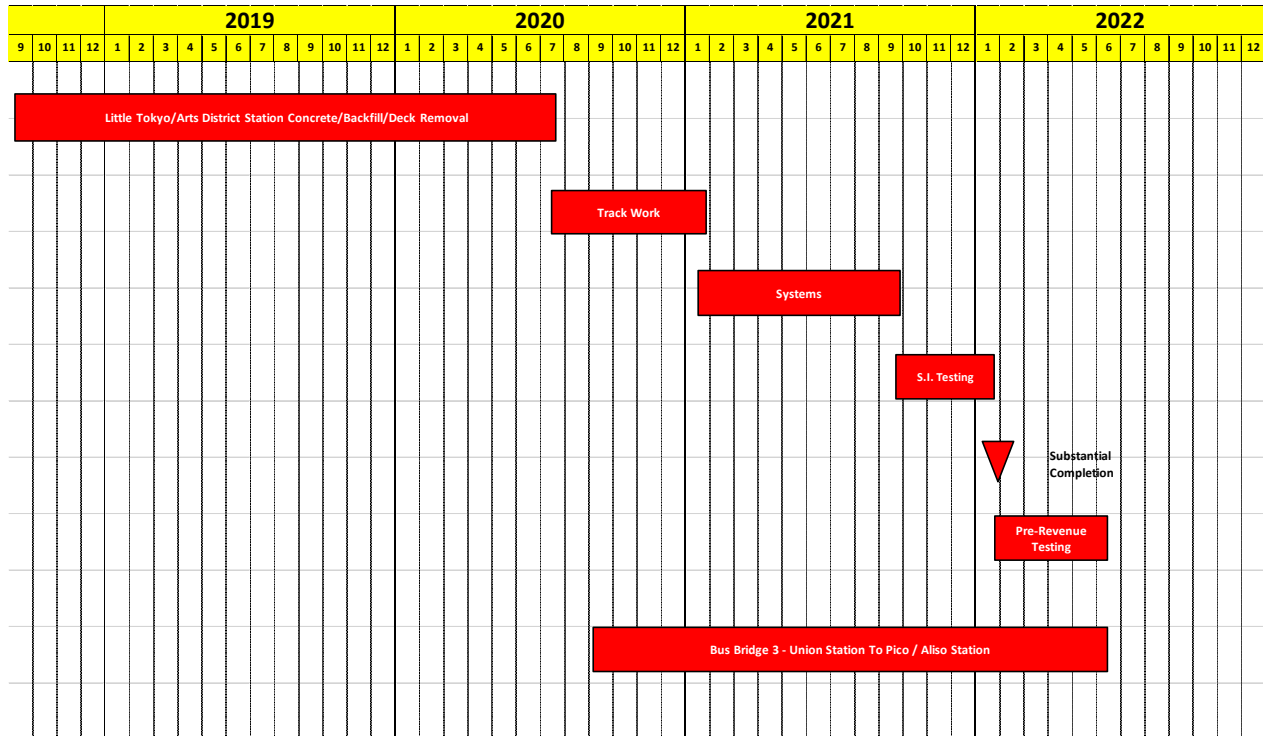 2019 2020 2021 2022
9 10 11 12 1 2 3 4 5 6 7 8 9 10 11 12 1 2 3 4 5 6 7 8 9 10 11 12 1 2 3 4 5 6 7 8 9 10 11 12 1 2 3 4 5 6 7 8 9 10 11 12
Little Tokyo/Arts District Station Concrete/Backfill/Deck Removal
Track Work
Systems
S.I. Testing
Substantial
Completion
Pre-Revenue
Testing
Bus Bridge 3 - Union Station To Pico / Aliso Station